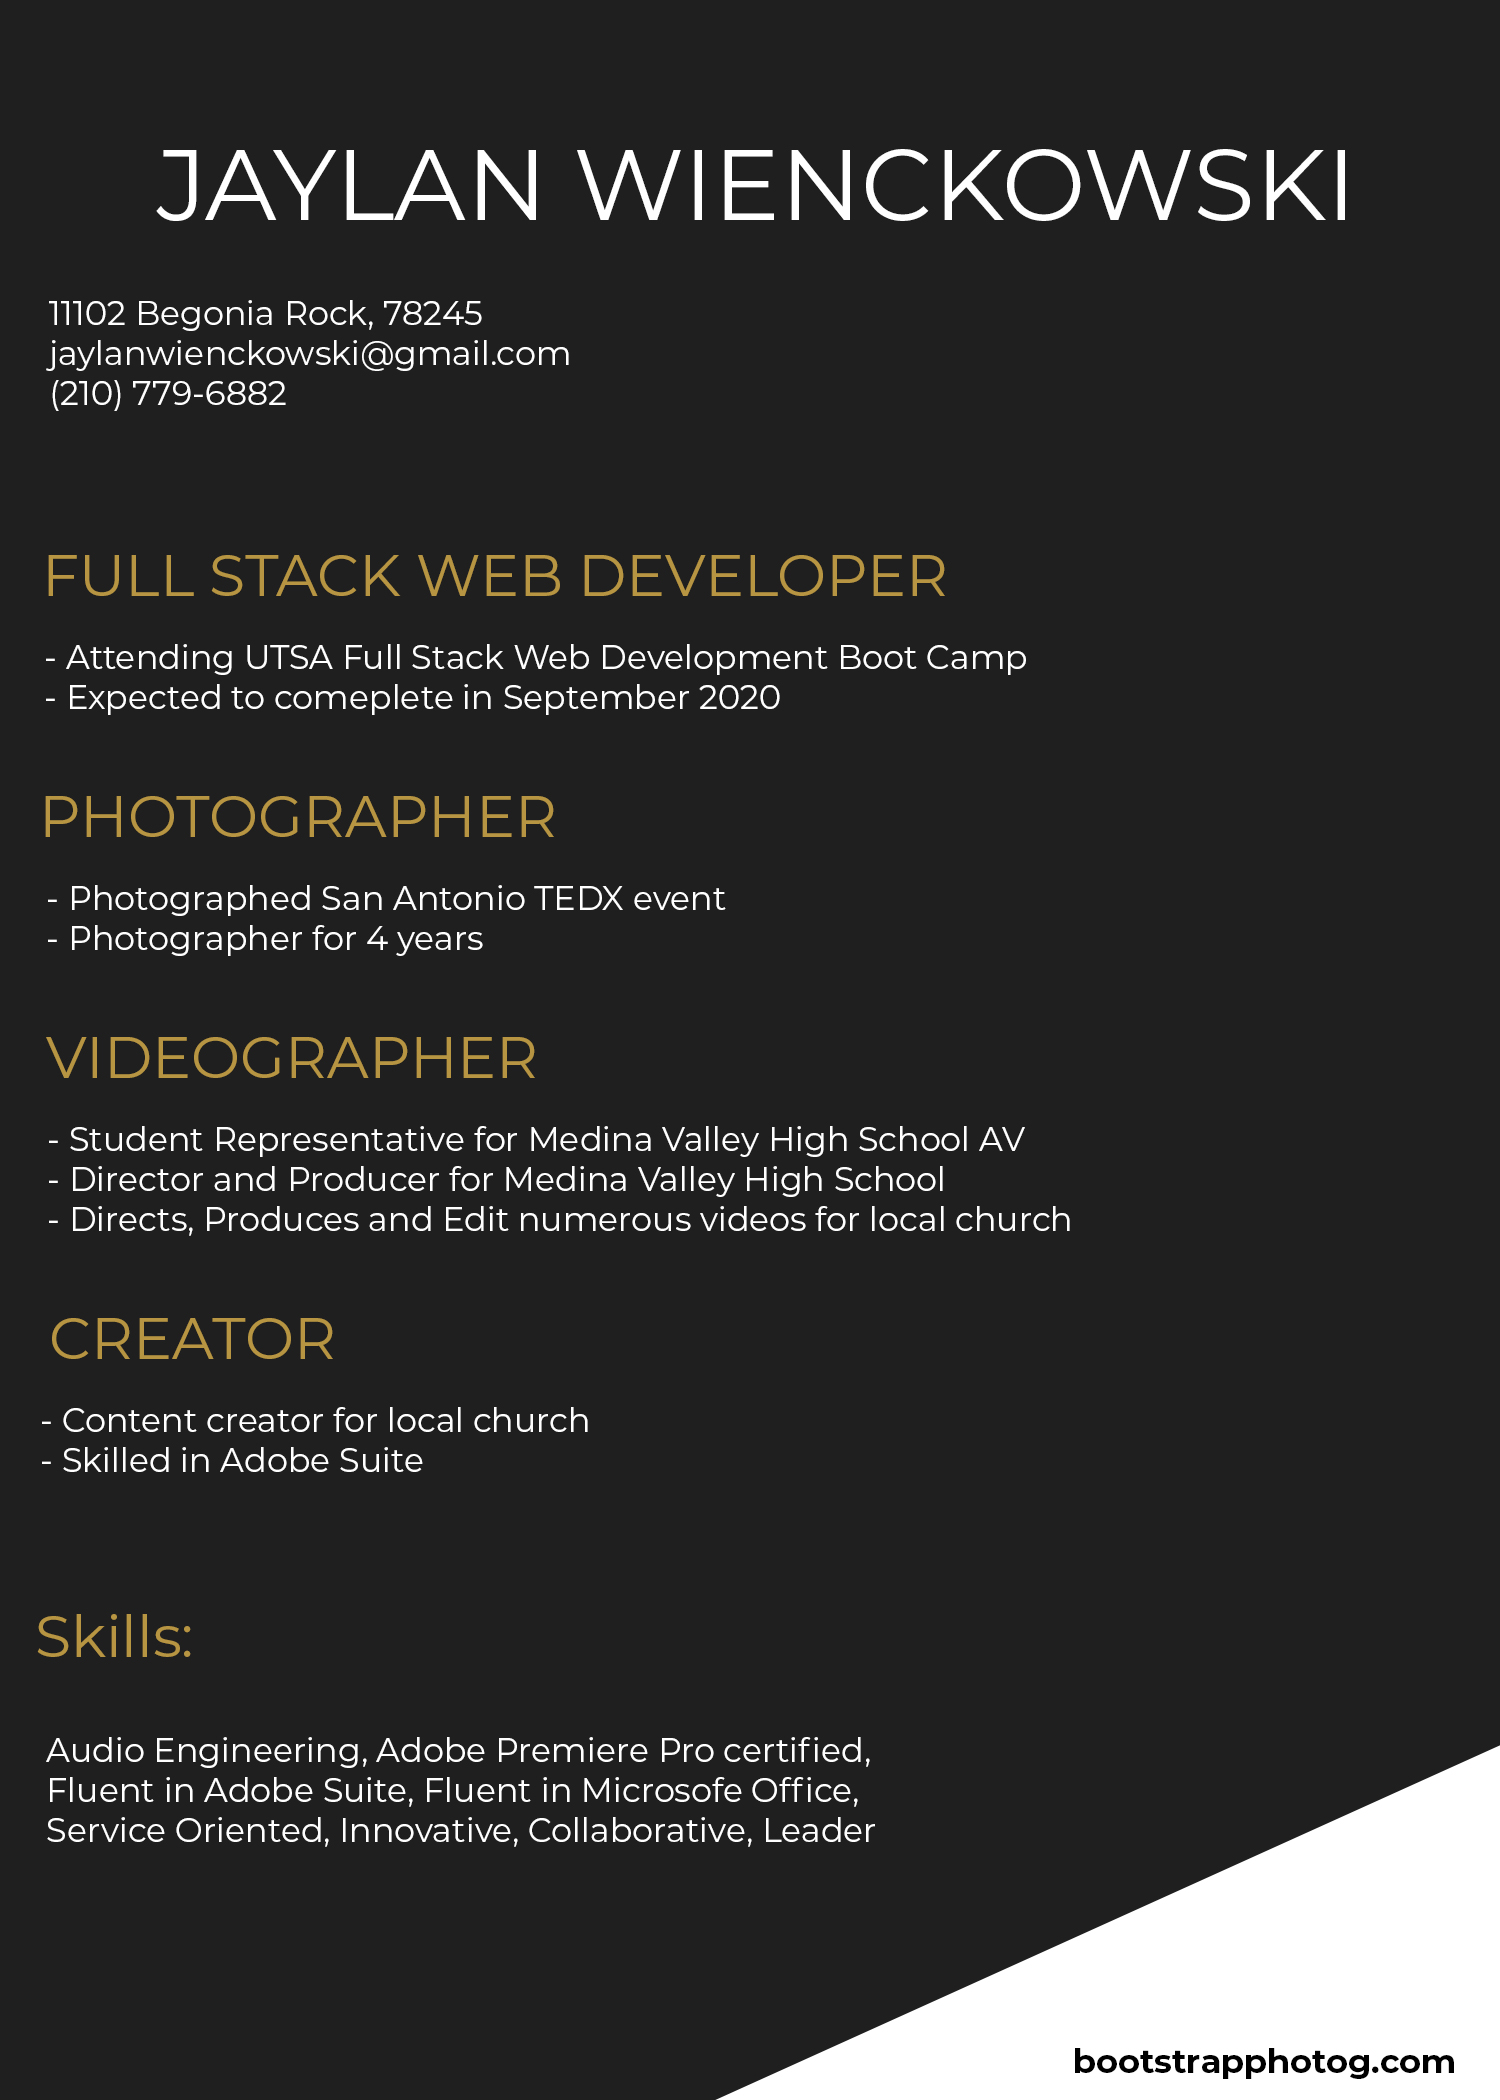 JAYLAN WIENCKOWSKI
11102 Begonia Rock, 78245
jaylanwienckowski@gmail.com
(210) 779-6882
FULL STACK WEB DEVELOPER
- Attending UTSA Full Stack Web Development Boot Camp
- Expected to comeplete in September 2020
PHOTOGRAPHER
- Photographed San Antonio TEDX event
- Photographer for 4 years
VIDEOGRAPHER
- Student Representative for Medina Valley High School AV
- Director and Producer for Medina Valley High School
- Directs, Produces and Edit numerous videos for local church
CREATOR
- Content creator for local church
- Skilled in Adobe Suite
Skills:
Audio Engineering, Adobe Premiere Pro certified,
Fluent in Adobe Suite, Fluent in Microsofe Office,
Service Oriented, Innovative, Collaborative, Leader
bootstrapphotog.com